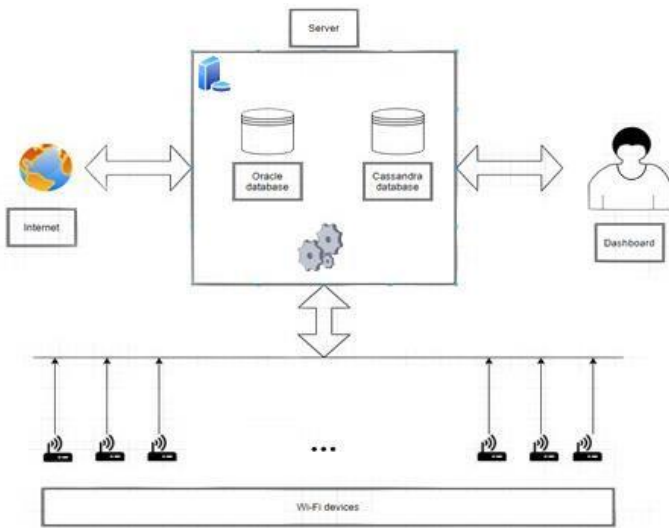 Server
Oracle
database
Cassandra
database
Internet
Dashboard
...
Wi-Fi devices